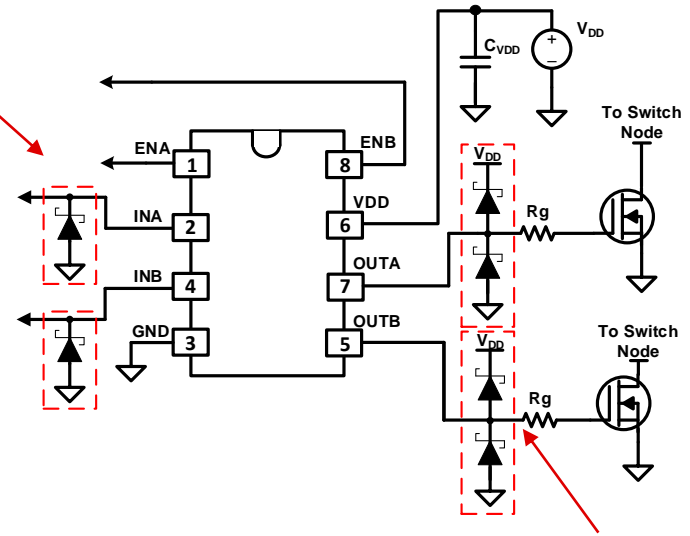 VDD
CVDD
To Switch
Node
ENA
1
ENB
8
VDD
VDD
6
Rg
INA
2
OUTA
7
INB
4
GND
3
OUTB
5
To Switch
Node
VDD
Rg